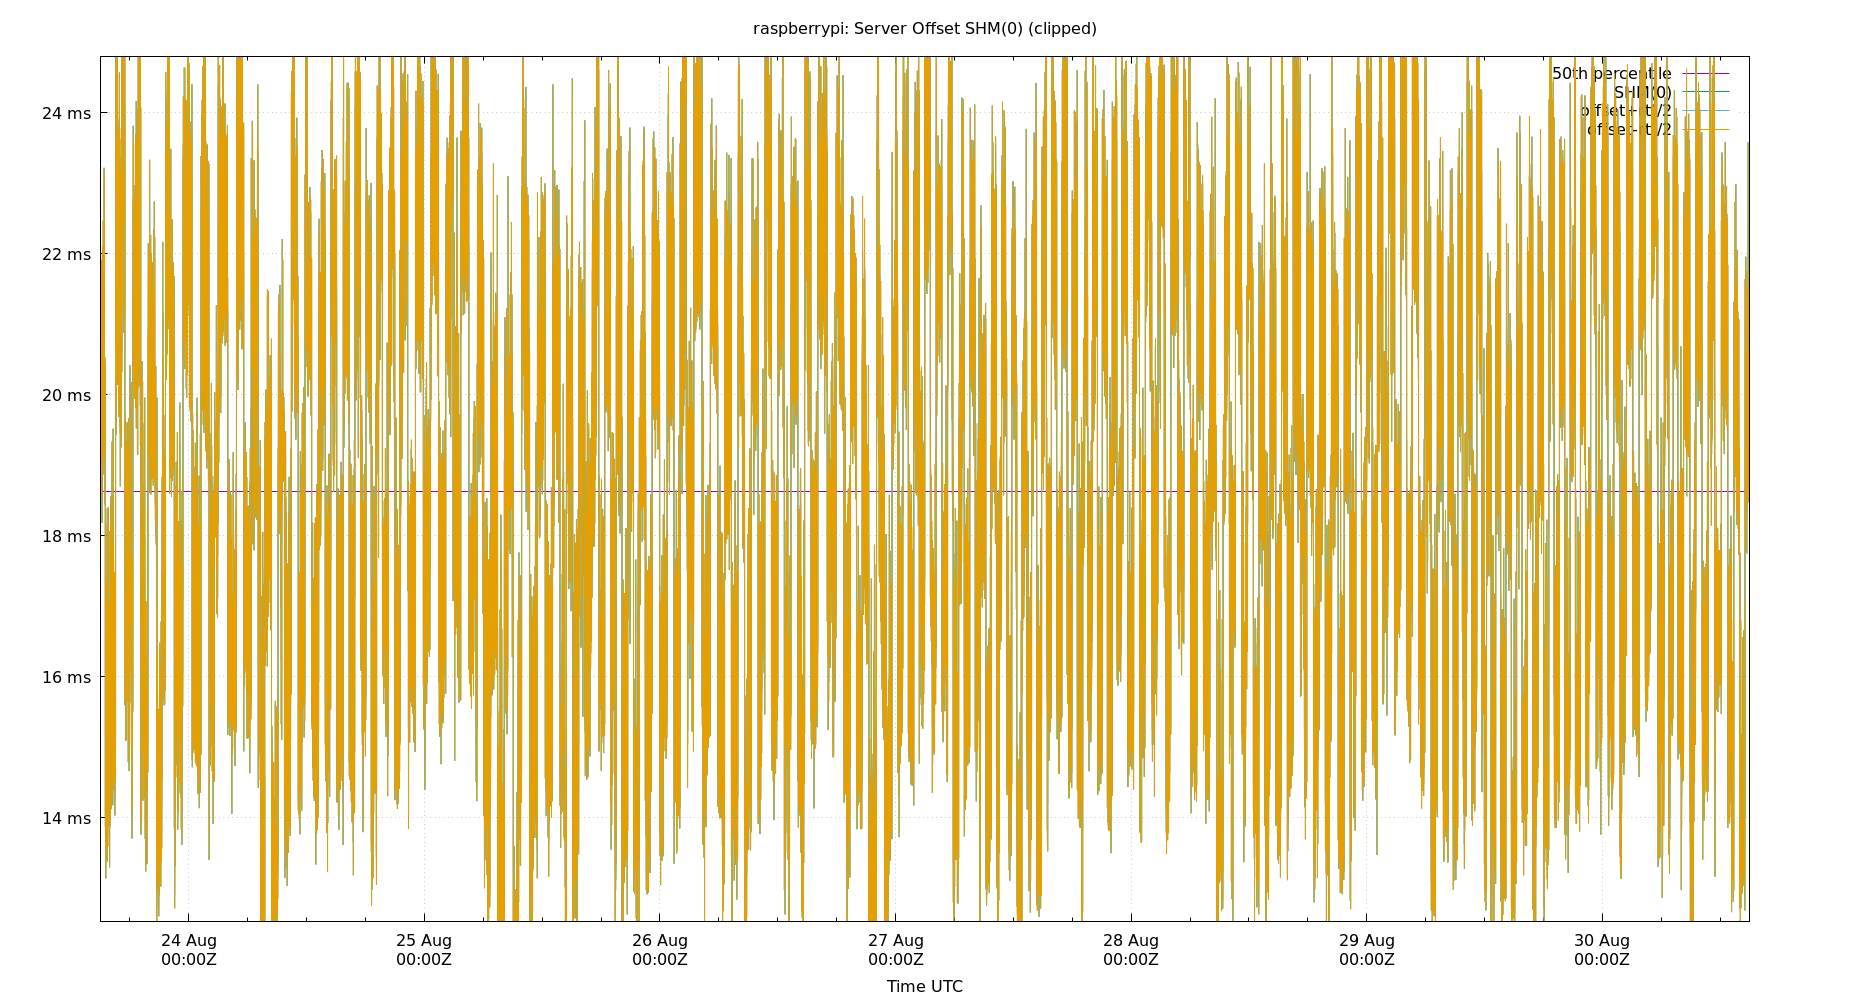 raspberrypi: Server Offset SHM(0) (clipped)
50th percentile
SHM(0)
offset+rtt/2
offset-rtt/2
24 ms
22 ms
20 ms
18 ms
16 ms
14 ms
24 Aug
00:00Z
25 Aug
00:00Z
26 Aug
00:00Z
27 Aug
00:00Z
28 Aug
00:00Z
29 Aug
00:00Z
30 Aug
00:00Z
Time UTC